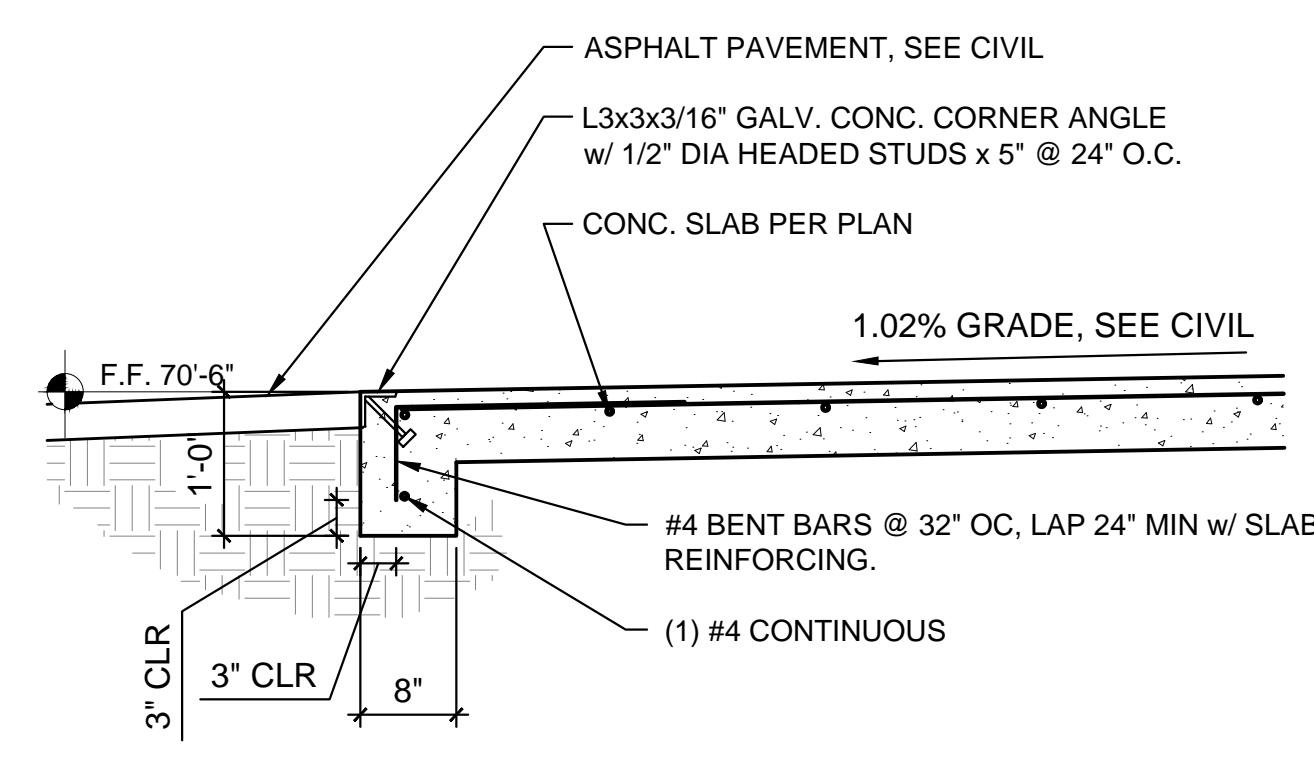 ASPHALT PAVEMENT, SEE CIVIL
L3x3x3/16" GALV. CONC. CORNER ANGLE
w/ 1/2" DIA HEADED STUDS x 5" @ 24" O.C.
CONC. SLAB PER PLAN
1.02% GRADE, SEE CIVIL
F.F. 70'-6"
1'-0"
#4 BENT BARS @ 32" OC, LAP 24" MIN w/ SLAB
REINFORCING.
(1) #4 CONTINUOUS
3" CLR
3" CLR
8"